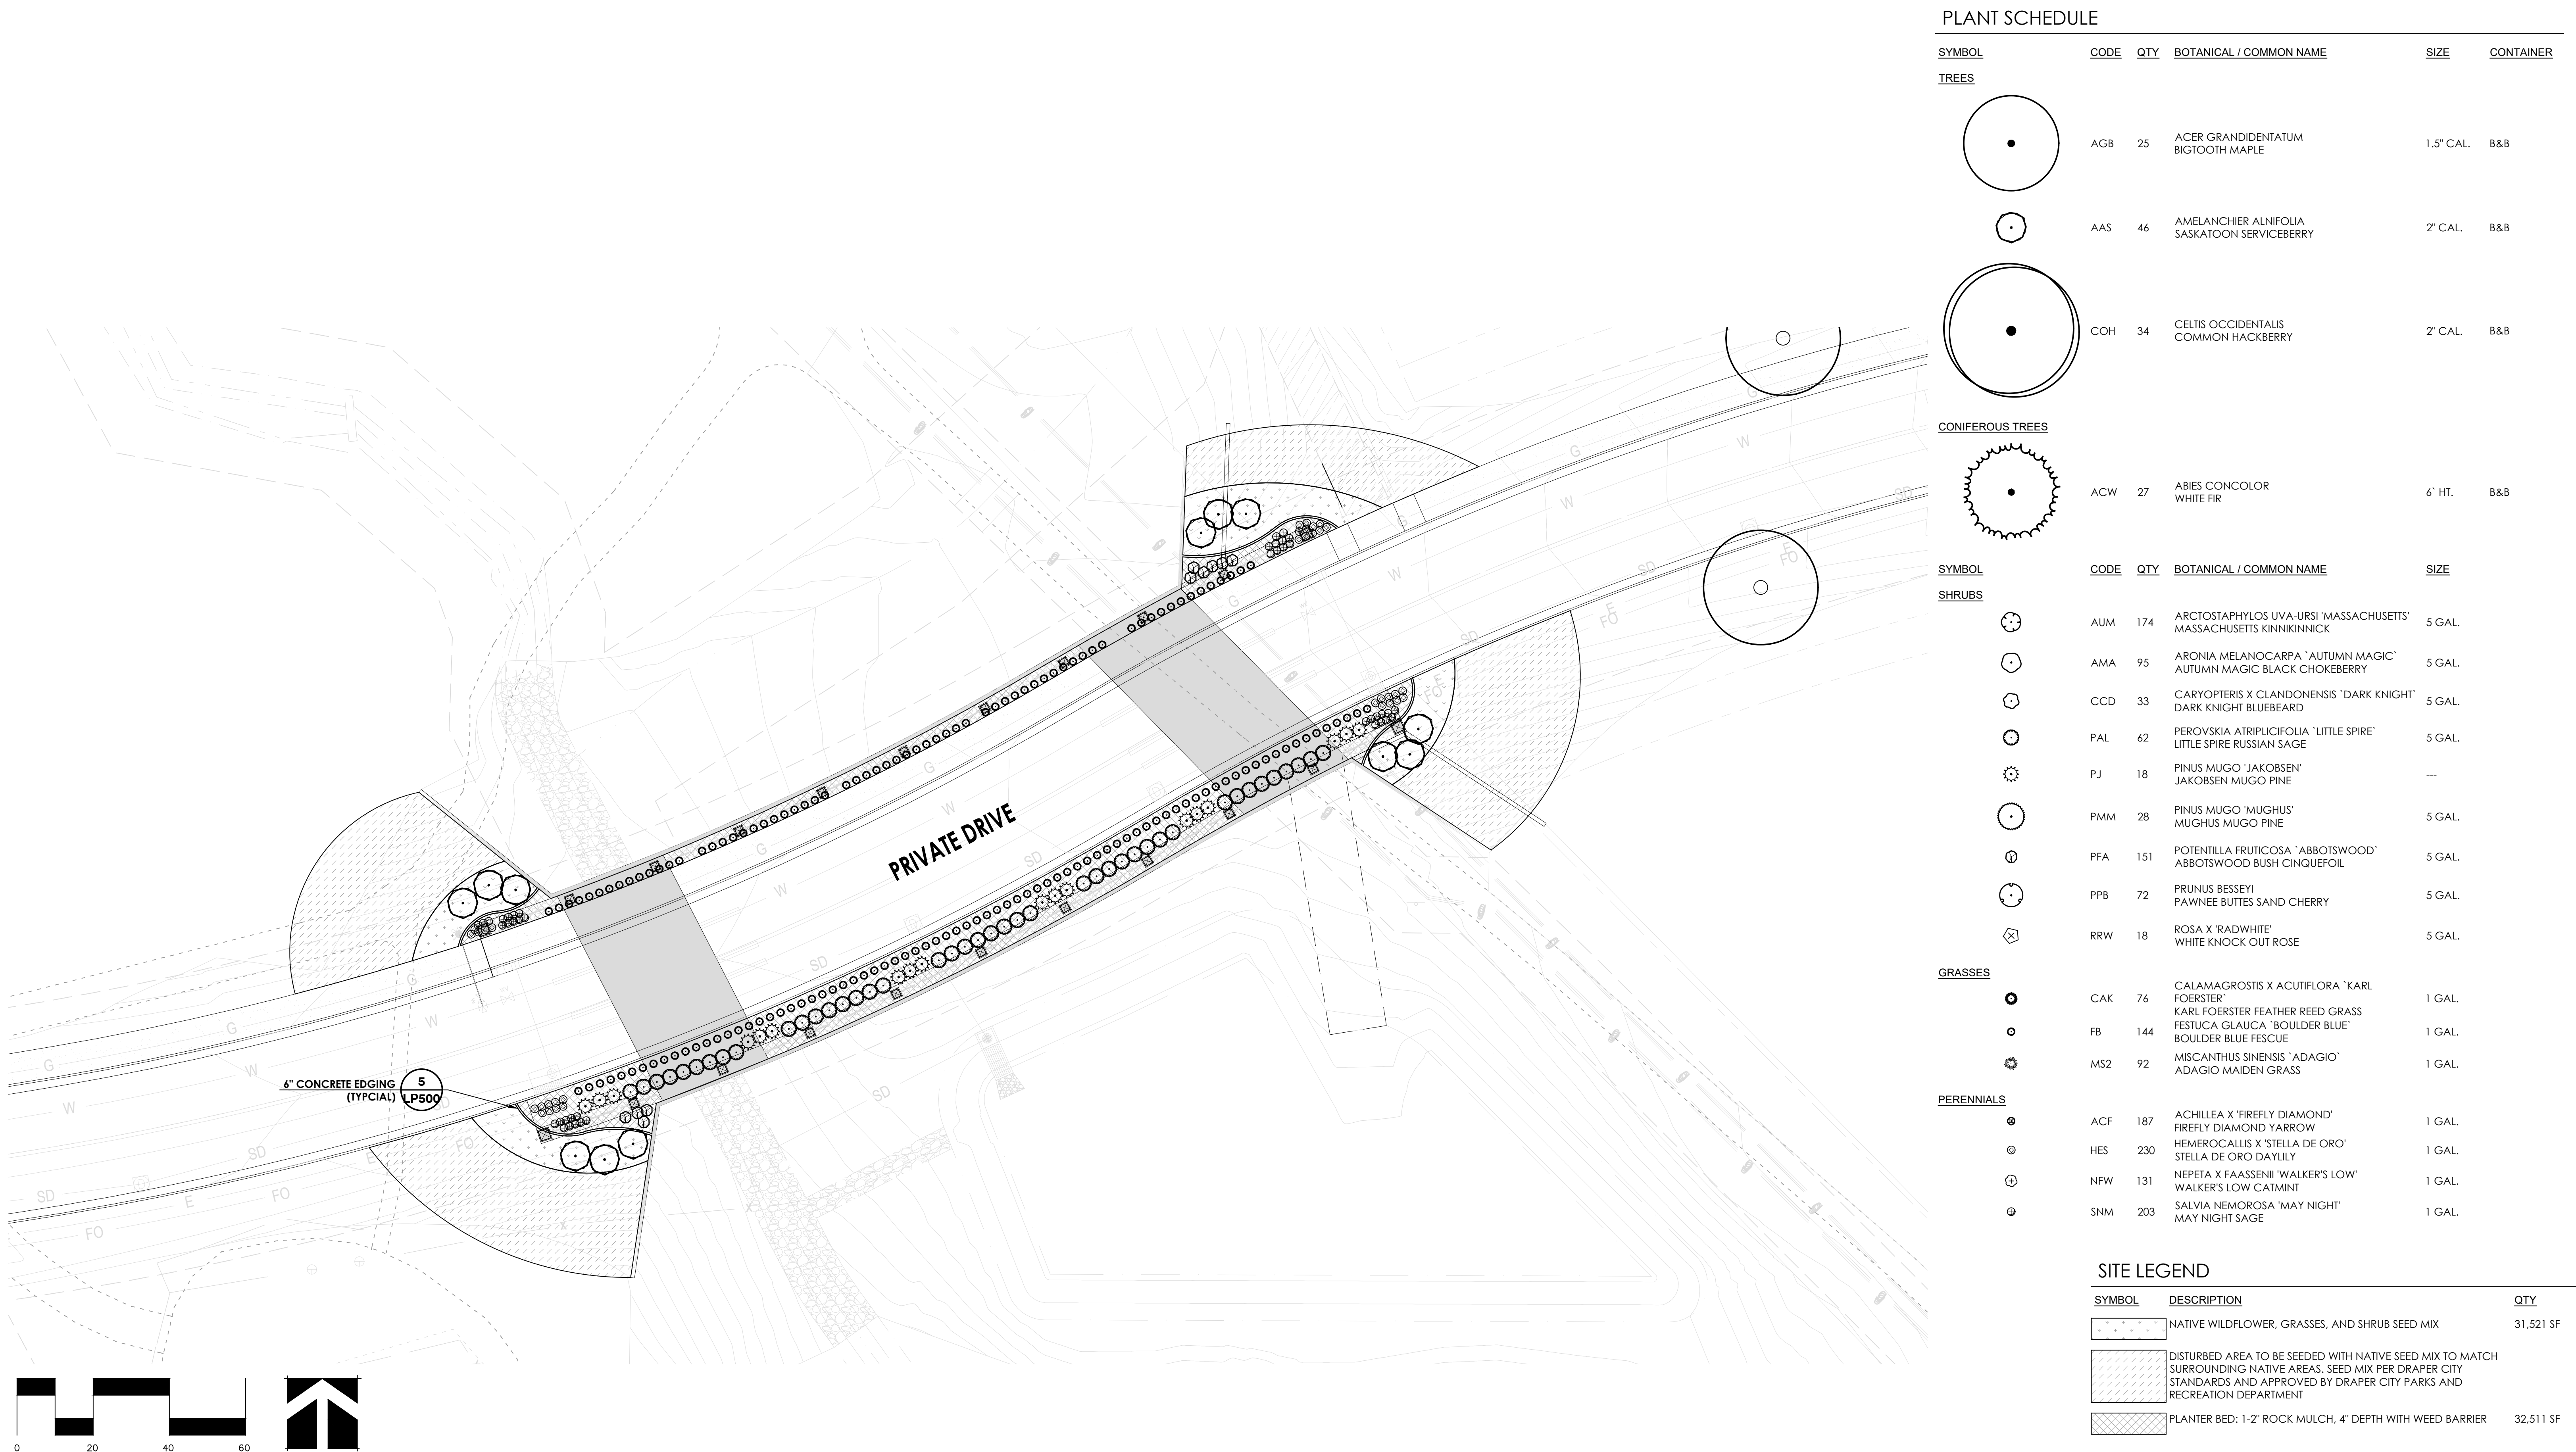 PLANT SCHEDULE
SYMBOL CODE QTY BOTANICAL / COMMON NAME SIZE CONTAINER
TREES
AGB 25 ACER GRANDIDENTATUM 1.5" CAL. B&B
BIGTOOTH MAPLE
AAS 46 AMELANCHIER ALNIFOLIA 2" CAL. B&B
SASKATOON SERVICEBERRY
COH 34 CELTIS OCCIDENTALIS 2" CAL. B&B
COMMON HACKBERRY
CONIFEROUS TREES
ACW 27 ABIES CONCOLOR 6` HT. B&B
WHITE FIR
SYMBOL CODE QTY BOTANICAL / COMMON NAME SIZE
SHRUBS
AUM 174 ARCTOSTAPHYLOS UVA-URSI 'MASSACHUSETTS' 5 GAL.
MASSACHUSETTS KINNIKINNICK
AMA 95 ARONIA MELANOCARPA `AUTUMN MAGIC` 5 GAL.
AUTUMN MAGIC BLACK CHOKEBERRY
CCD 33 CARYOPTERIS X CLANDONENSIS `DARK KNIGHT` 5 GAL.
DARK KNIGHT BLUEBEARD
PAL 62 PEROVSKIA ATRIPLICIFOLIA `LITTLE SPIRE` 5 GAL.
LITTLE SPIRE RUSSIAN SAGE
PJ 18 PINUS MUGO 'JAKOBSEN' ---
JAKOBSEN MUGO PINE
PMM 28 PINUS MUGO 'MUGHUS' 5 GAL.
MUGHUS MUGO PINE
PFA 151 POTENTILLA FRUTICOSA `ABBOTSWOOD` 5 GAL.
ABBOTSWOOD BUSH CINQUEFOIL
PPB 72 PRUNUS BESSEYI 5 GAL.
PAWNEE BUTTES SAND CHERRY
RRW 18 ROSA X 'RADWHITE' 5 GAL.
WHITE KNOCK OUT ROSE
GRASSES
CAK 76 CALAMAGROSTIS X ACUTIFLORA `KARL 1 GAL.
FOERSTER`
KARL FOERSTER FEATHER REED GRASS
FB 144 FESTUCA GLAUCA `BOULDER BLUE` 1 GAL.
BOULDER BLUE FESCUE
MS2 92 MISCANTHUS SINENSIS `ADAGIO` 1 GAL.
ADAGIO MAIDEN GRASS
PERENNIALS
ACF 187 ACHILLEA X 'FIREFLY DIAMOND' 1 GAL.
FIREFLY DIAMOND YARROW
HES 230 HEMEROCALLIS X 'STELLA DE ORO' 1 GAL.
STELLA DE ORO DAYLILY
NFW 131 NEPETA X FAASSENII 'WALKER'S LOW' 1 GAL.
WALKER'S LOW CATMINT
SNM 203 SALVIA NEMOROSA 'MAY NIGHT' 1 GAL.
MAY NIGHT SAGE
SITE LEGEND
SYMBOL DESCRIPTION QTY
NATIVE WILDFLOWER, GRASSES, AND SHRUB SEED MIX 31,521 SF
DISTURBED AREA TO BE SEEDED WITH NATIVE SEED MIX TO MATCH
SURROUNDING NATIVE AREAS. SEED MIX PER DRAPER CITY
STANDARDS AND APPROVED BY DRAPER CITY PARKS AND
RECREATION DEPARTMENT
PLANTER BED: 1-2" ROCK MULCH, 4" DEPTH WITH WEED BARRIER 32,511 SF
PRIVATE DRIVE
6" CONCRETE EDGING
(TYPCIAL)
5
LP500
G
W
G
W
SD
G
W
E
FO
SD
E
FO
G
W
SD
G
W
SD
SD
G
W
G
W
G
W
SD
E
FO
SD
E
FO
SD
FO
0 20 40 60